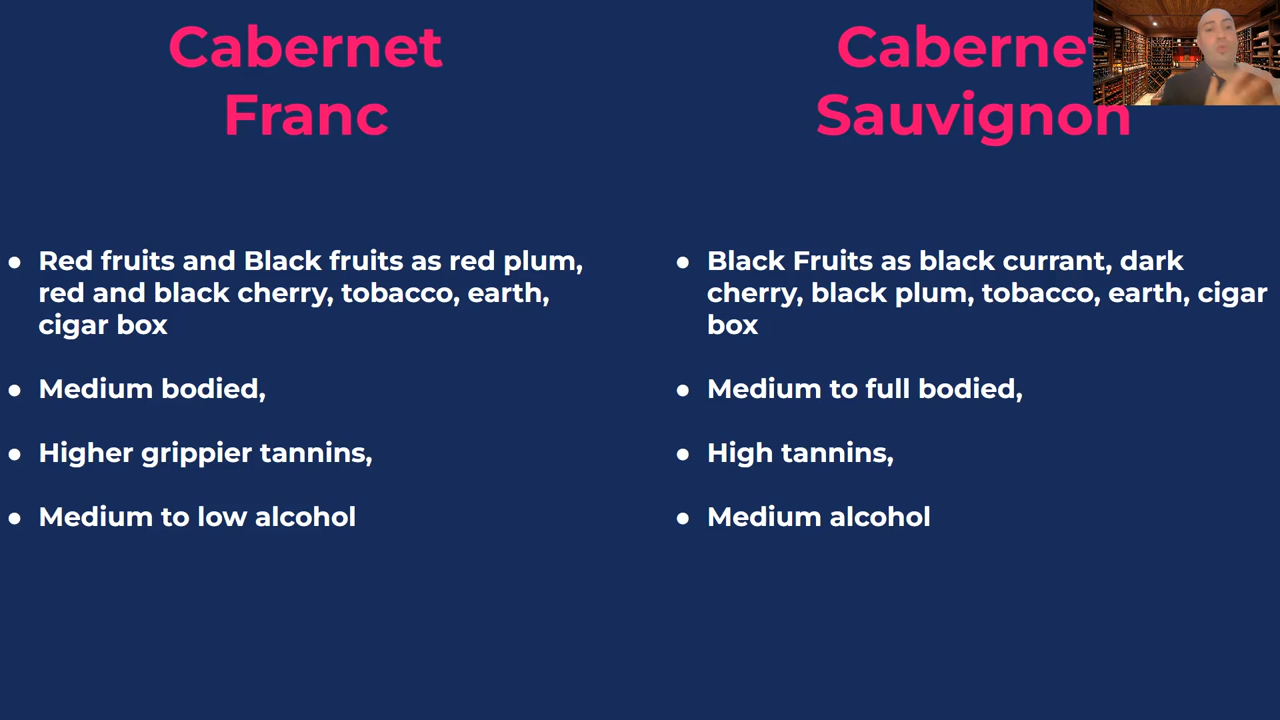 Cabernet
Franc
● Red fruits and Black fruits as red plum,
red and black cherry, tobacco, earth,
cigar box
● Medium bodied,
● Higher grippier tannins,
● Medium to low alcohol
Cabernet
Sauvignon
● Black Fruits as black currant, dark
cherry, black plum, tobacco, earth, cigar
box
● Medium to full bodied,
● High tannins,
● Medium alcohol